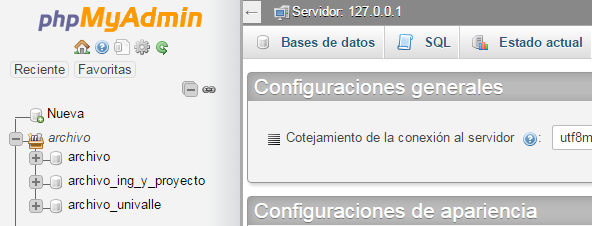 phpMyAdmin
Reciente Favoritas
Nueva
archivo
archivo
archivo_ing_y_proyecto
archivo_univalle
Servidor: 127.0.0.1
Bases de datos SQL Estado actual
Configuraciones generales
Cotejamiento de la conexión al servidor : utf8m
Configuraciones de apariencia